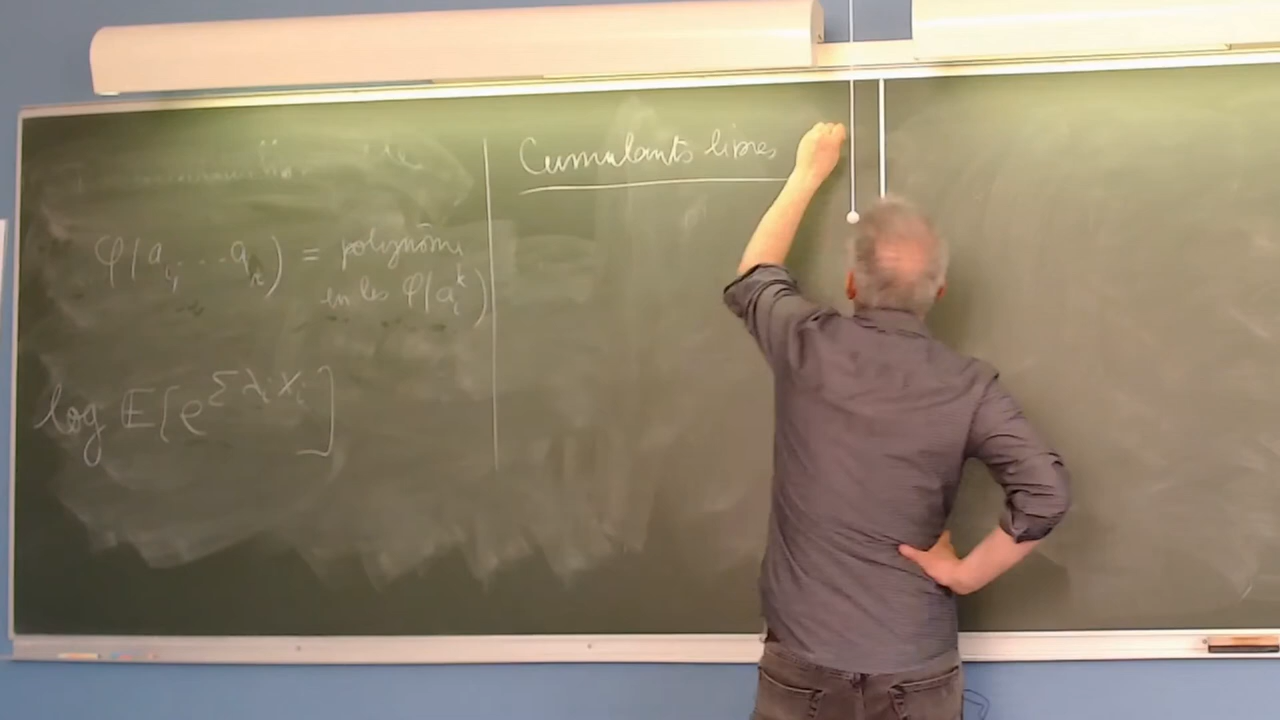 φ(a_{i_1} ... a_{i_k}) = polynôme
en les φ(a_i^k)
log E[e^{Σ λ_i X_i}]
Cumulants libres